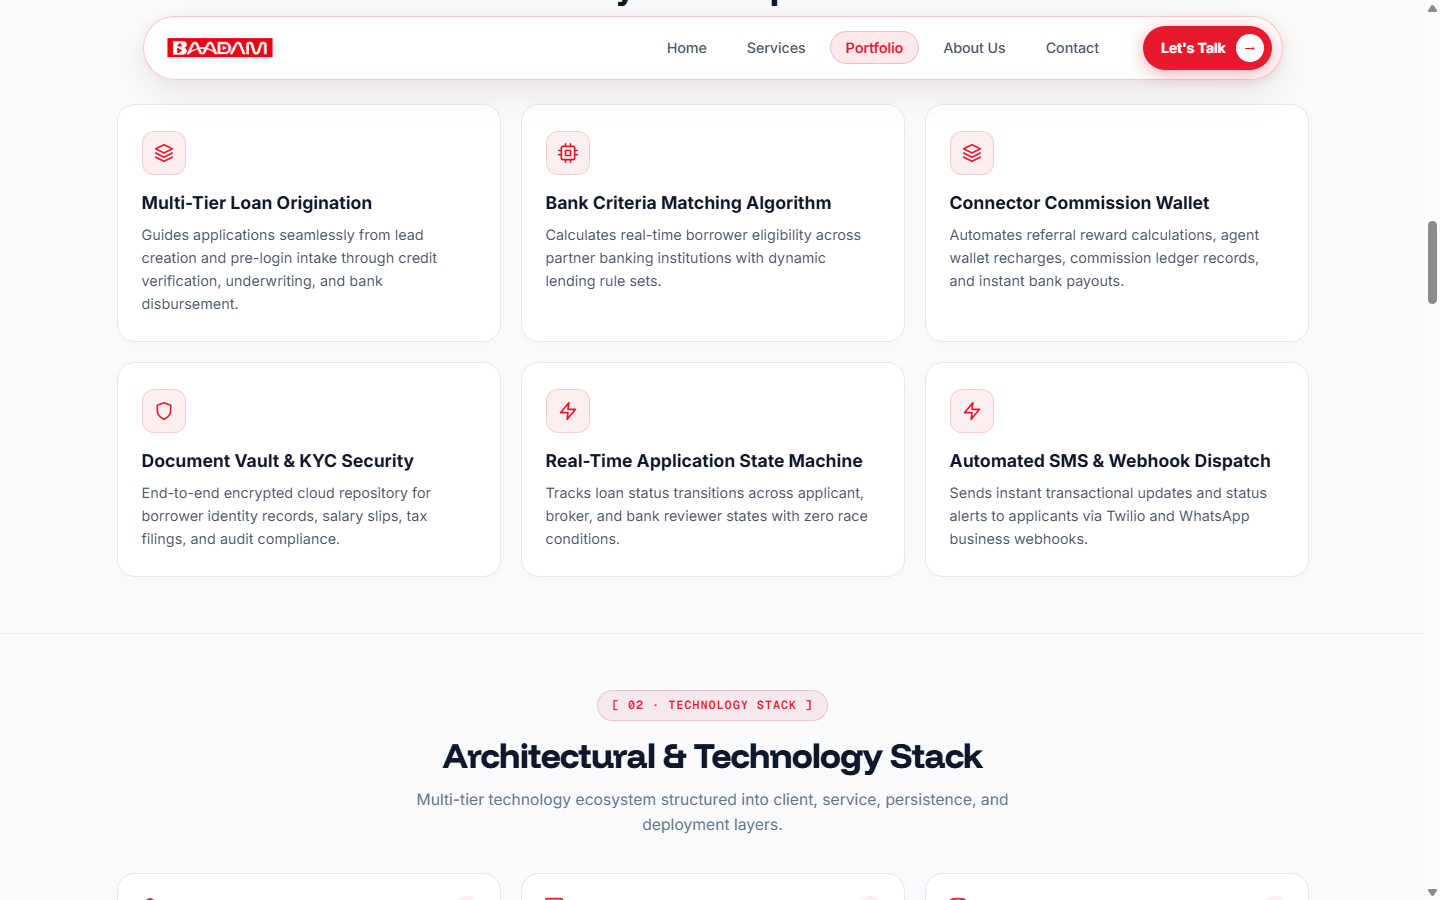 BAADAM
Home
Services
Portfolio
About Us
Contact
Let's Talk →
Multi-Tier Loan Origination
Guides applications seamlessly from lead
creation and pre-login intake through credit
verification, underwriting, and bank
disbursement.
Bank Criteria Matching Algorithm
Calculates real-time borrower eligibility across
partner banking institutions with dynamic
lending rule sets.
Connector Commission Wallet
Automates referral reward calculations, agent
wallet recharges, commission ledger records,
and instant bank payouts.
Document Vault & KYC Security
End-to-end encrypted cloud repository for
borrower identity records, salary slips, tax
filings, and audit compliance.
Real-Time Application State Machine
Tracks loan status transitions across applicant,
broker, and bank reviewer states with zero race
conditions.
Automated SMS & Webhook Dispatch
Sends instant transactional updates and status
alerts to applicants via Twilio and WhatsApp
business webhooks.
[ 02 · TECHNOLOGY STACK ]
Architectural & Technology Stack
Multi-tier technology ecosystem structured into client, service, persistence, and
deployment layers.